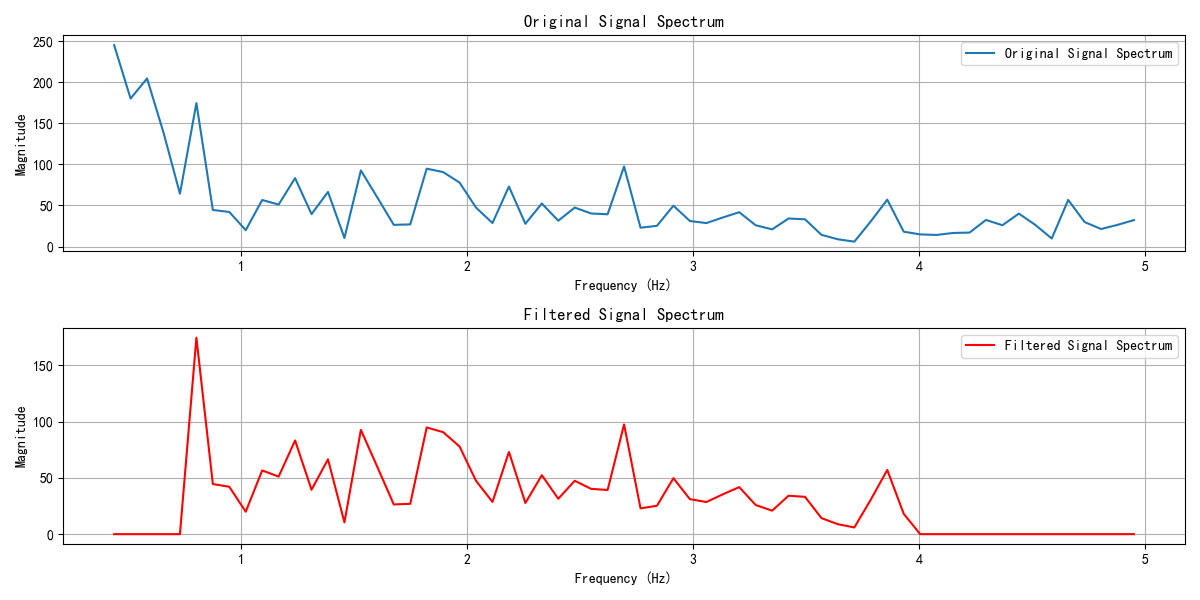 Original Signal Spectrum
250
200
150
100
50
0
Magnitude
Original Signal Spectrum
1
2
3
4
5
Frequency (Hz)
Filtered Signal Spectrum
150
100
50
0
Magnitude
Filtered Signal Spectrum
1
2
3
4
5
Frequency (Hz)